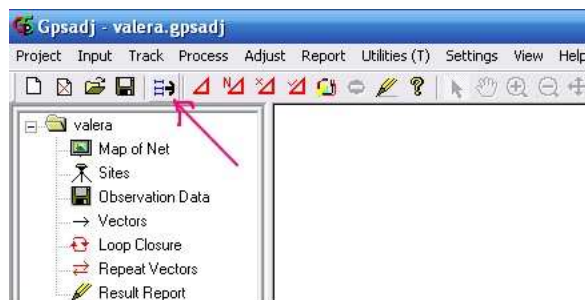 Gpsadj - valera.gpsadj
Project Input Track Process Adjust Report Utilities (T) Settings View Help
valera
Map of Net
Sites
Observation Data
Vectors
Loop Closure
Repeat Vectors
Result Report